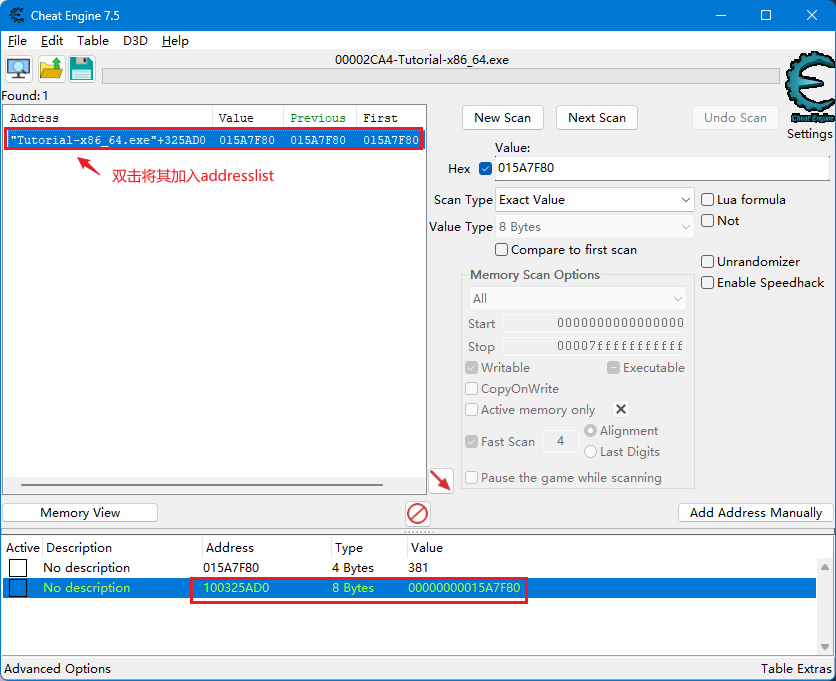 Cheat Engine 7.5
File Edit Table D3D Help
00002CA4-Tutorial-x86_64.exe
Found: 1
Address Value Previous First
"Tutorial-x86_64.exe"+325AD0 015A7F80 015A7F80 015A7F80
双击将其加入addresslist
New Scan Next Scan Undo Scan
Cheat Engine
Settings
Value:
Hex 015A7F80
Scan Type Exact Value
Lua formula
Not
Value Type 8 Bytes
Compare to first scan
Unrandomizer
Enable Speedhack
Memory Scan Options
All
Start 0000000000000000
Stop 00007fffffffffff
Writable Executable
CopyOnWrite
Active memory only
Fast Scan 4 Alignment
Last Digits
Pause the game while scanning
Memory View Add Address Manually
Active Description Address Type Value
No description 015A7F80 4 Bytes 381
No description 100325AD0 8 Bytes 00000000015A7F80
Advanced Options Table Extras